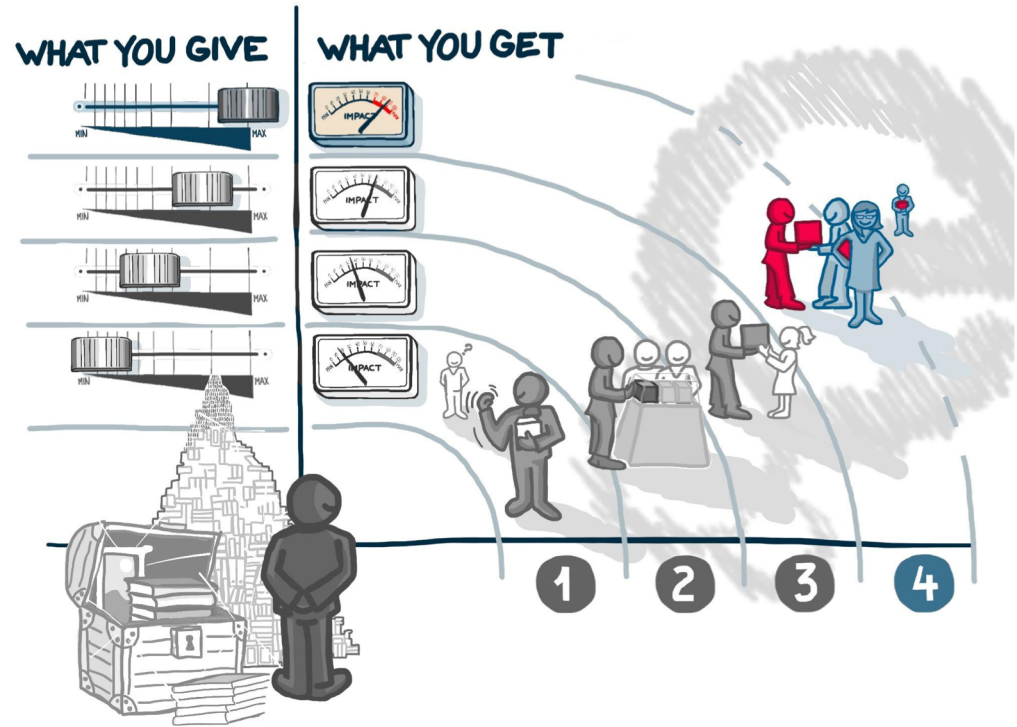 WHAT YOU GIVE
WHAT YOU GET
MIN MAX
IMPACT
MIN MAX
IMPACT
MIN MAX
IMPACT
MIN MAX
IMPACT
?
1 2 3 4